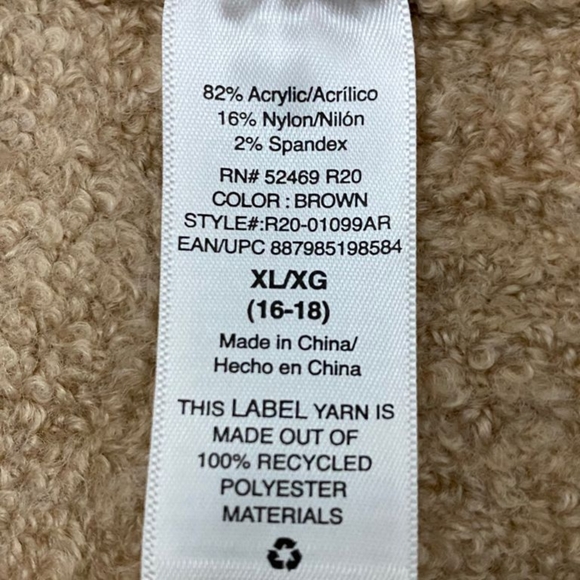 82% Acrylic/Acrílico
16% Nylon/Nilón
2% Spandex
RN# 52469 R20
COLOR : BROWN
STYLE#:R20-01099AR
EAN/UPC 887985198584
XL/XG
(16-18)
Made in China/
Hecho en China
THIS LABEL YARN IS
MADE OUT OF
100% RECYCLED
POLYESTER
MATERIALS